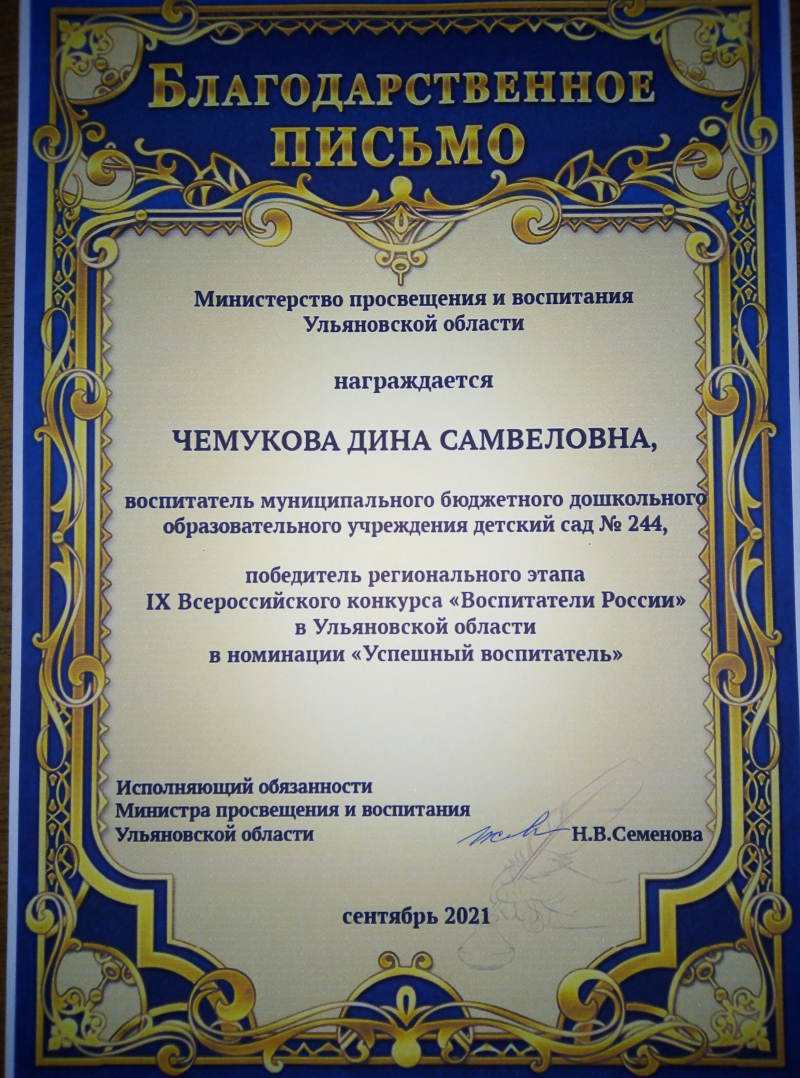 Благодарственное
письмо
Министерство просвещения и воспитания
Ульяновской области
награждается
ЧЕМУКОВА ДИНА САМВЕЛОВНА,
воспитатель муниципального бюджетного дошкольного
образовательного учреждения детский сад № 244,
победитель регионального этапа
IX Всероссийского конкурса «Воспитатели России»
в Ульяновской области
в номинации «Успешный воспитатель»
Исполняющий обязанности
Министра просвещения и воспитания
Ульяновской области
Н.В.Семенова
сентябрь 2021